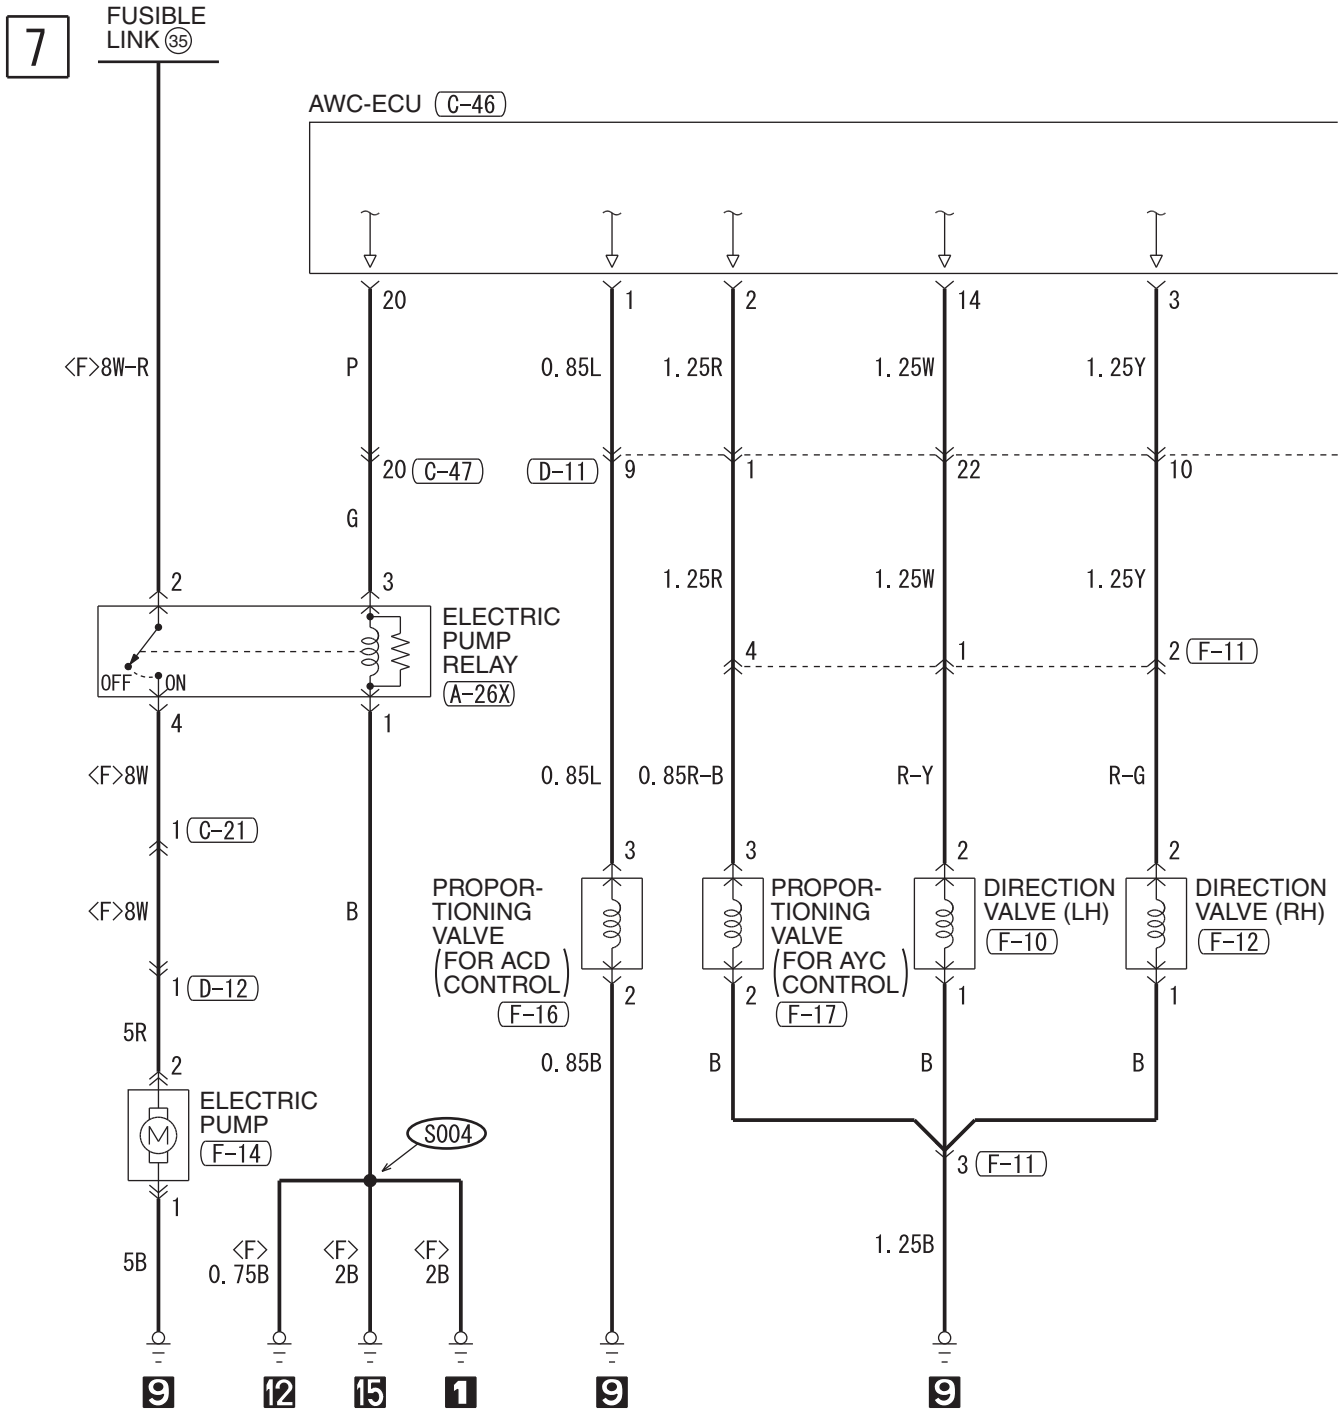 7
FUSIBLE
LINK 35
AWC-ECU C-46
20
1
2
14
3
<F>8W-R
P
0.85L
1.25R
1.25W
1.25Y
20 C-47
D-11 9
1
22
10
G
1.25R
1.25W
1.25Y
2
3
ELECTRIC
PUMP
RELAY
A-26X
OFF
ON
4
1
4
1
2 F-11
<F>8W
0.85L
0.85R-B
R-Y
R-G
1 C-21
<F>8W
B
3
3
2
2
PROPOR-
TIONING
VALVE
(FOR ACD
CONTROL)
F-16
PROPOR-
TIONING
VALVE
(FOR AYC
CONTROL)
F-17
DIRECTION
VALVE (LH)
F-10
DIRECTION
VALVE (RH)
F-12
2
2
1
1
1 D-12
5R
2
0.85B
B
B
B
ELECTRIC
PUMP
F-14
M
1
S004
3 F-11
5B
<F>
0.75B
<F>
2B
<F>
2B
1.25B
9
12
15
1
9
9